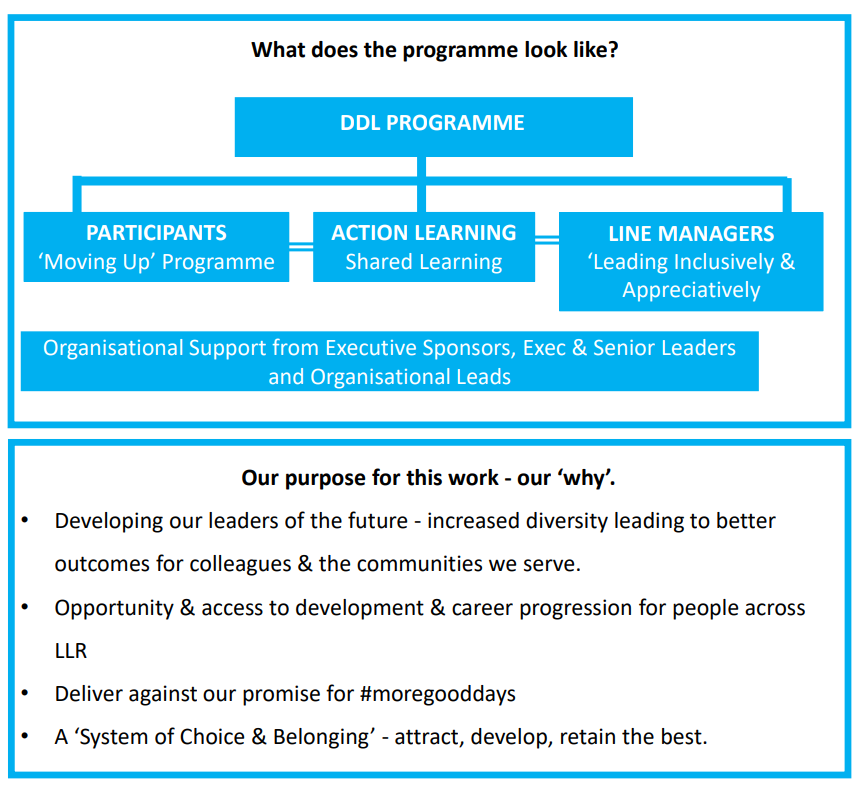 What does the programme look like?
DDL PROGRAMME
PARTICIPANTS
‘Moving Up’ Programme
ACTION LEARNING
Shared Learning
LINE MANAGERS
‘Leading Inclusively &
Appreciatively
Organisational Support from Executive Sponsors, Exec & Senior Leaders
and Organisational Leads
Our purpose for this work - our ‘why’.
• Developing our leaders of the future - increased diversity leading to better
outcomes for colleagues & the communities we serve.
• Opportunity & access to development & career progression for people across
LLR
• Deliver against our promise for #moregooddays
• A ‘System of Choice & Belonging’ - attract, develop, retain the best.